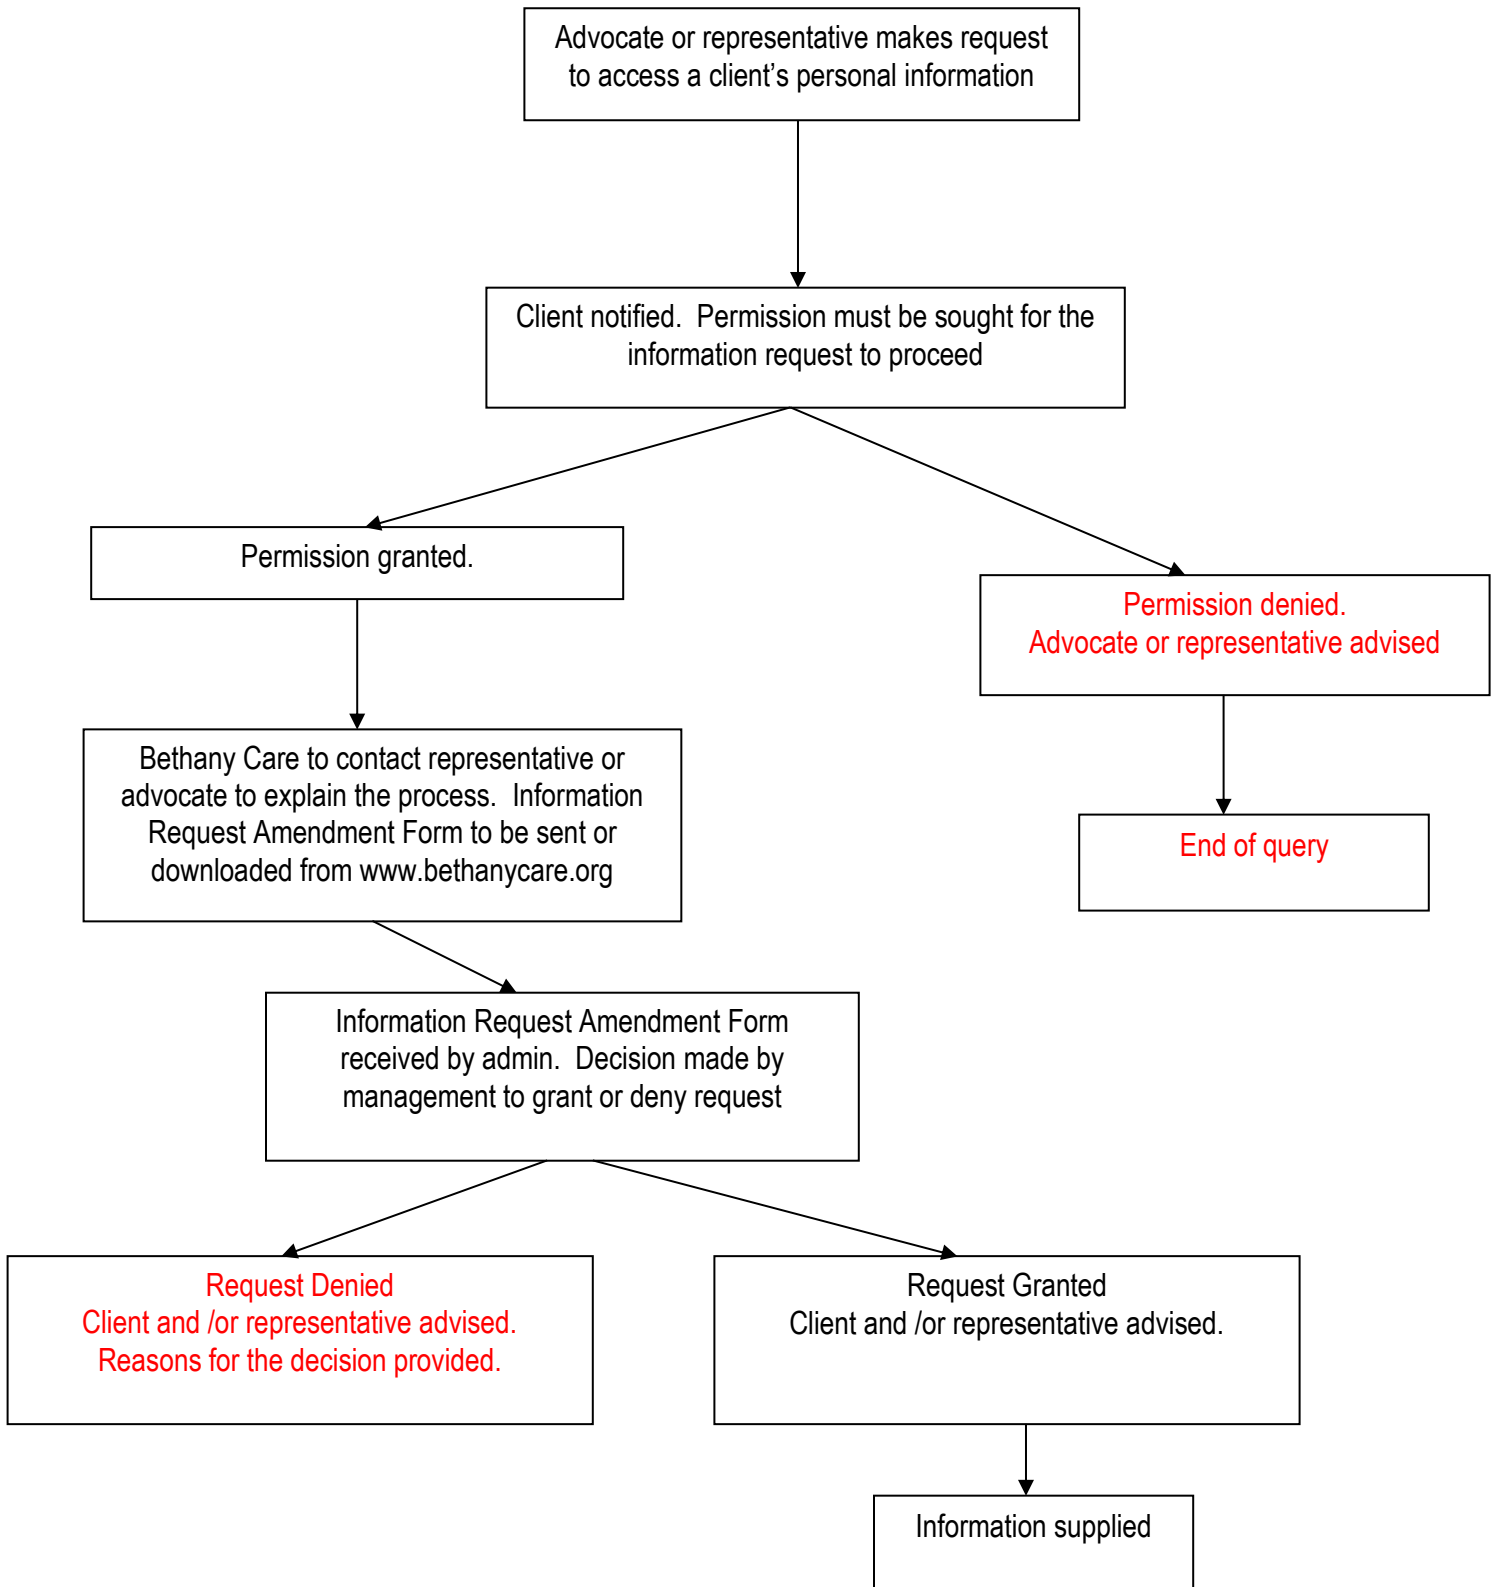 Advocate or representative makes request
to access a client’s personal information
Client notified.  Permission must be sought for the
information request to proceed
Permission granted.
Permission denied.
Advocate or representative advised
Bethany Care to contact representative or
advocate to explain the process.  Information
Request Amendment Form to be sent or
downloaded from www.bethanycare.org
End of query
Information Request Amendment Form
received by admin.  Decision made by
management to grant or deny request
Request Denied
Client and /or representative advised.
Reasons for the decision provided.
Request Granted
Client and /or representative advised.
Information supplied